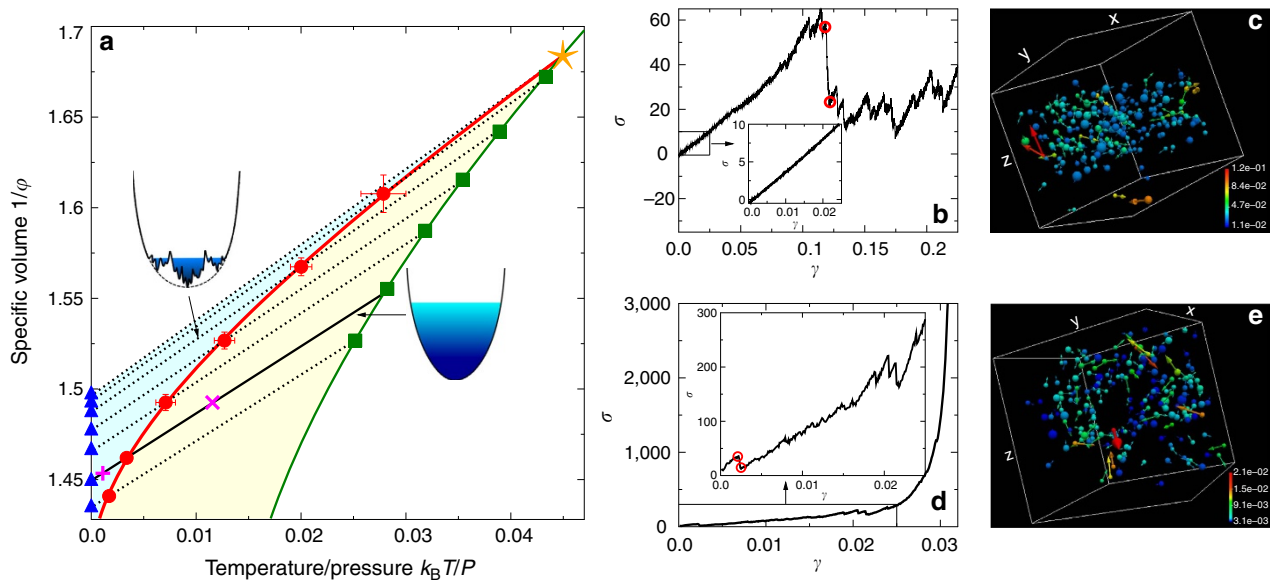 a
1.7
1.65
1.6
1.55
1.5
1.45
Specific volume 1/φ
0.0
0.01
0.02
0.03
0.04
Temperature/pressure k_BT/P
b
60
40
20
0
−20
σ
0.00
0.05
0.10
0.15
0.2
γ
10
5
0
σ
0.00
0.01
0.02
γ
c
x
y
z
1.2e−01
8.4e−02
4.7e−02
1.1e−02
d
3,000
2,000
1,000
0
σ
0.0
0.01
0.02
0.03
γ
300
200
100
0
σ
0.0
0.01
0.02
γ
e
x
y
z
2.1e−02
1.5e−02
9.1e−03
3.1e−03